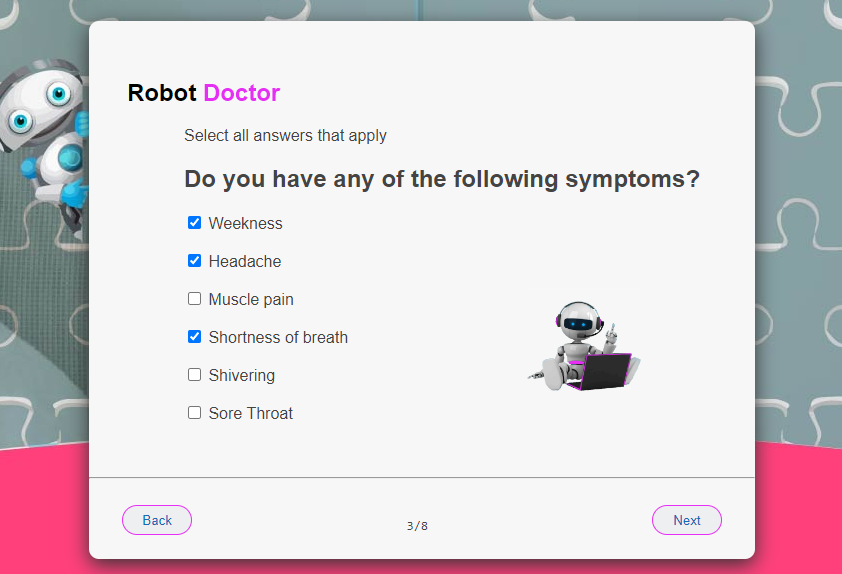 Robot Doctor
Select all answers that apply
Do you have any of the following symptoms?
Weekness
Headache
Muscle pain
Shortness of breath
Shivering
Sore Throat
Back
3/8
Next